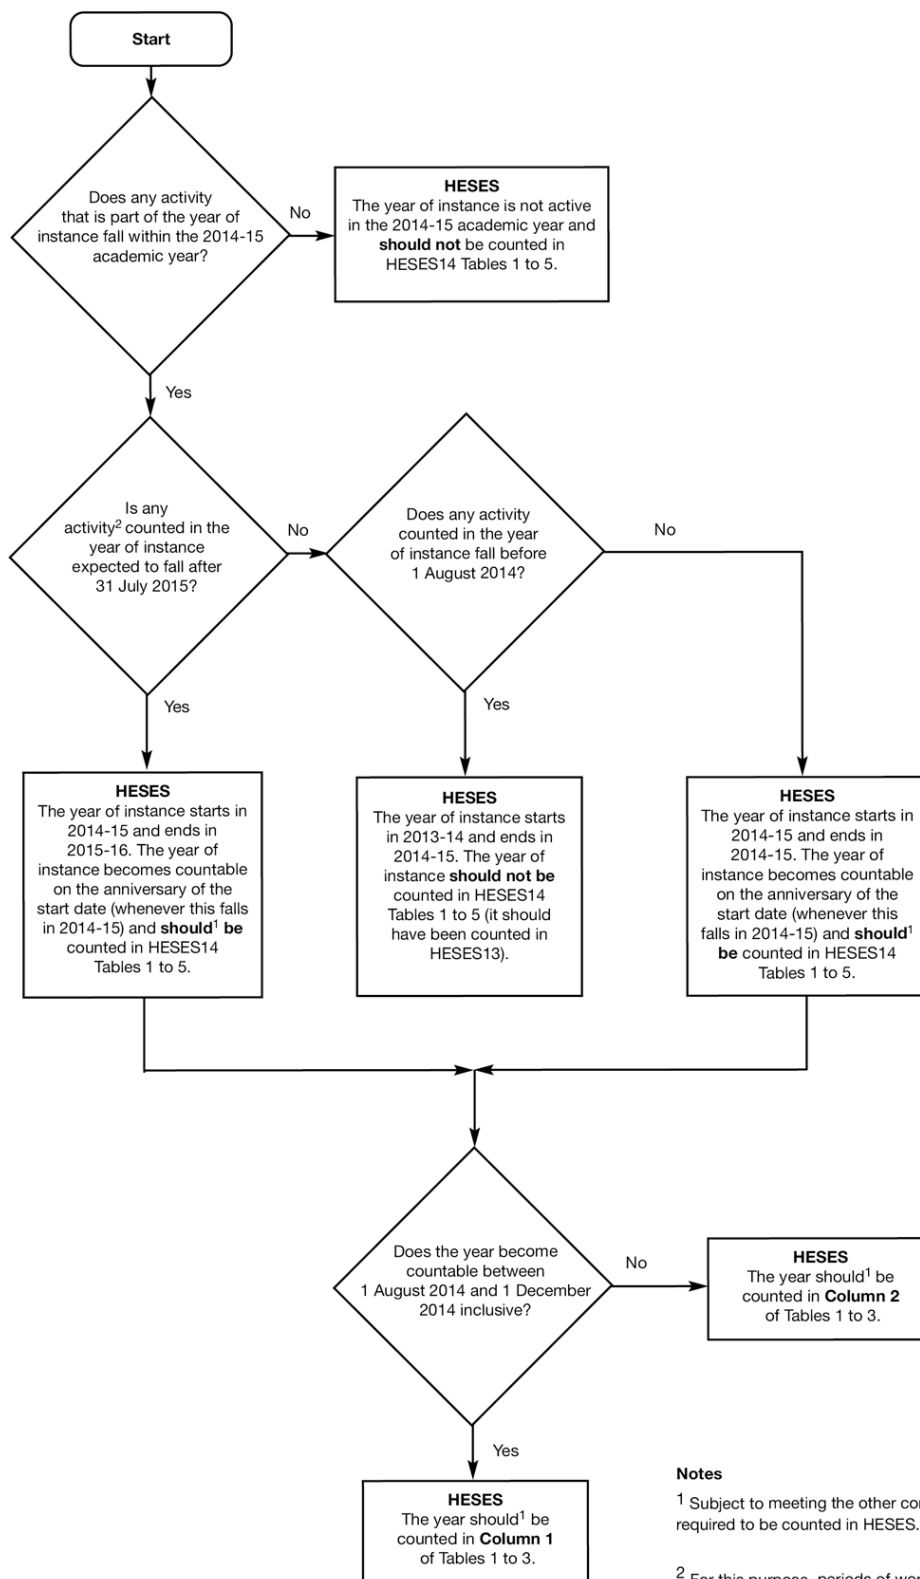 Start
Does any activity
that is part of the year of
instance fall within the 2014-15
academic year?
No
HESES
The year of instance is not active
in the 2014-15 academic year and
should not be counted in
HESES14 Tables 1 to 5.
Yes
Is any
activity² counted in the
year of instance
expected to fall after
31 July 2015?
No
Does any activity
counted in the year
of instance fall before
1 August 2014?
No
Yes
Yes
HESES
The year of instance starts in
2014-15 and ends in
2015-16. The year of
instance becomes countable
on the anniversary of the
start date (whenever this falls
in 2014-15) and should¹ be
counted in HESES14
Tables 1 to 5.
HESES
The year of instance starts
in 2013-14 and ends in
2014-15. The year of
instance should not be
counted in HESES14
Tables 1 to 5 (it should
have been counted in
HESES13).
HESES
The year of instance starts in
2014-15 and ends in
2014-15. The year of
instance becomes countable
on the anniversary of the
start date (whenever this
falls in 2014-15) and should¹
be counted in HESES14
Tables 1 to 5.
Does the year become
countable between
1 August 2014 and 1 December
2014 inclusive?
No
HESES
The year should¹ be
counted in Column 2
of Tables 1 to 3.
Yes
HESES
The year should¹ be
counted in Column 1
of Tables 1 to 3.
Notes
¹ Subject to meeting the other
required to be counted in HESES.
² For this purpose, periods of